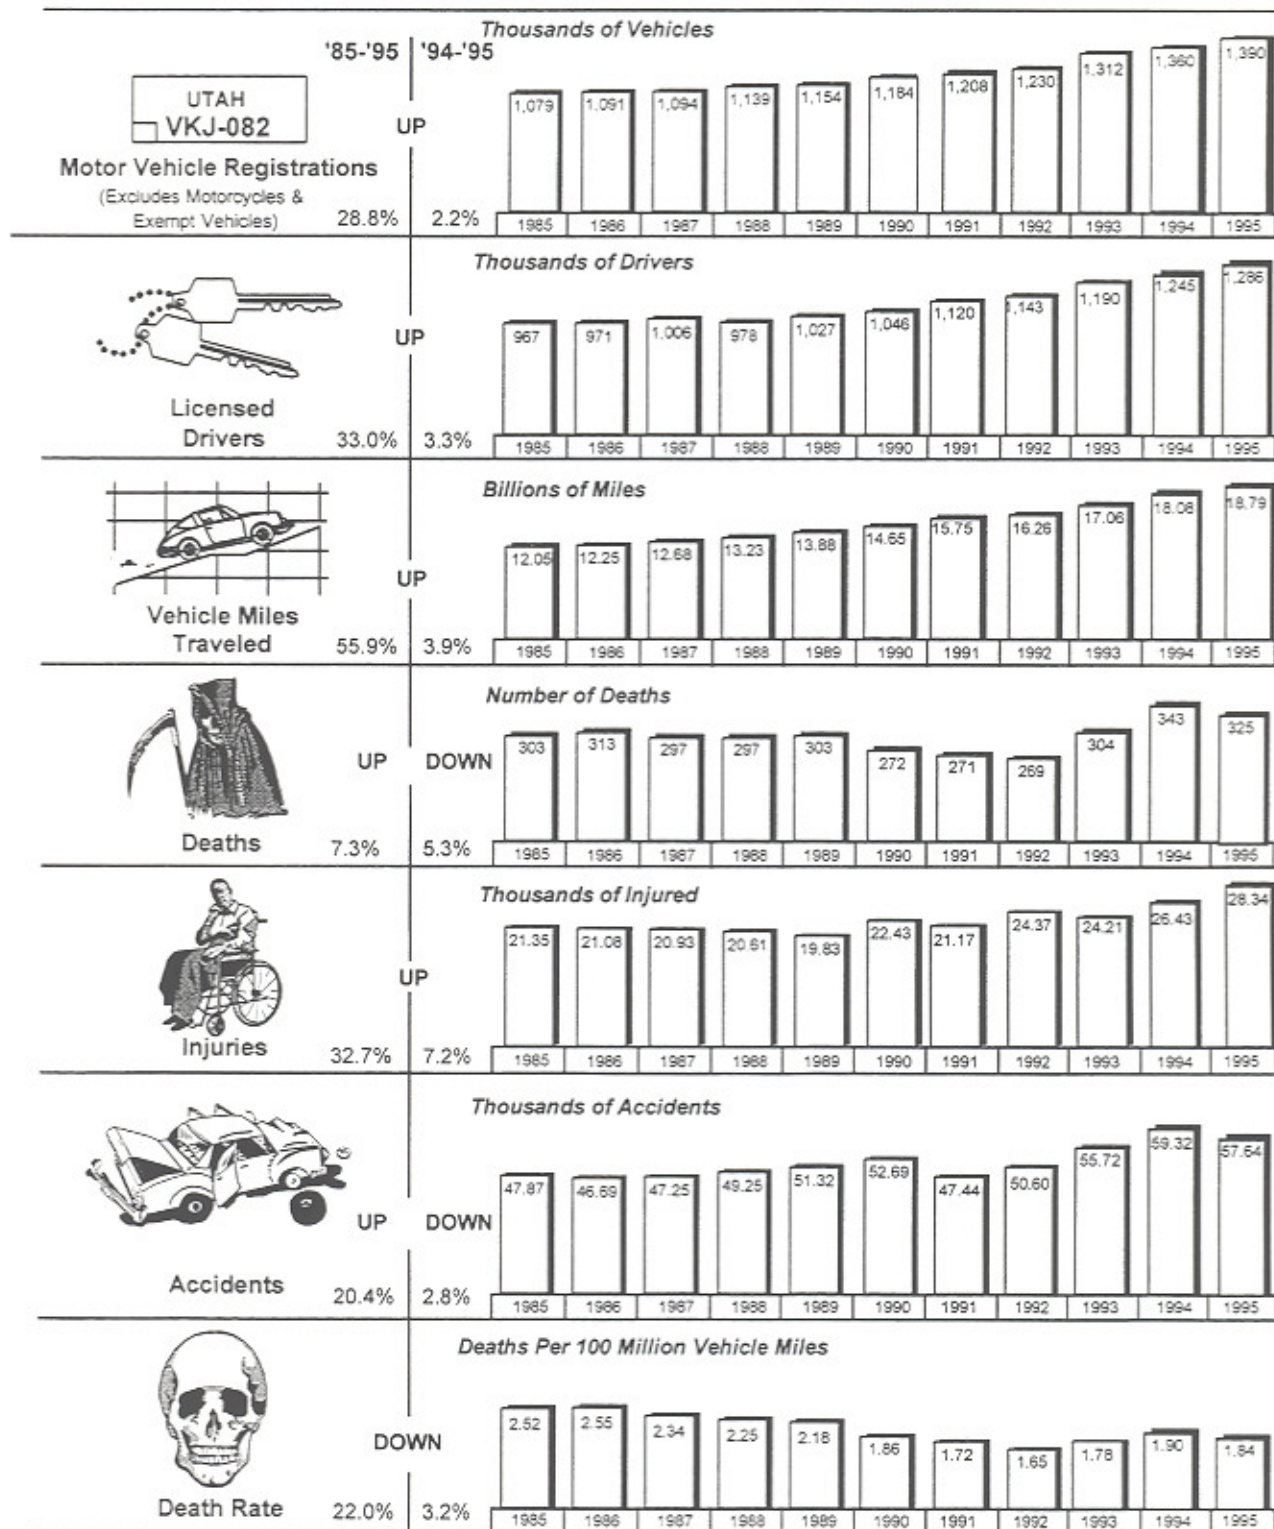 Thousands of Vehicles
'85-'95 '94-'95
UTAH
VKJ-082
UP
Motor Vehicle Registrations
(Excludes Motorcycles &
Exempt Vehicles) 28.8% 2.2%
1,079 1,091 1,094 1,139 1,154 1,184 1,208 1,230 1,312 1,360 1,390
1985 1986 1987 1988 1989 1990 1991 1992 1993 1994 1995
Thousands of Drivers
UP
Licensed
Drivers 33.0% 3.3%
967 971 1,006 978 1,027 1,046 1,120 1,143 1,190 1,245 1,286
1985 1986 1987 1988 1989 1990 1991 1992 1993 1994 1995
Billions of Miles
UP
Vehicle Miles
Traveled 55.9% 3.9%
12.05 12.25 12.68 13.23 13.88 14.65 15.75 16.26 17.06 18.08 18.79
1985 1986 1987 1988 1989 1990 1991 1992 1993 1994 1995
Number of Deaths
UP DOWN
Deaths 7.3% 5.3%
303 313 297 297 303 272 271 269 304 343 325
1985 1986 1987 1988 1989 1990 1991 1992 1993 1994 1995
Thousands of Injured
UP
Injuries 32.7% 7.2%
21.35 21.08 20.93 20.61 19.83 22.43 21.17 24.37 24.21 26.43 28.34
1985 1986 1987 1988 1989 1990 1991 1992 1993 1994 1995
Thousands of Accidents
UP DOWN
Accidents 20.4% 2.8%
47.87 46.69 47.25 49.25 51.32 52.69 47.44 50.60 55.72 59.32 57.64
1985 1986 1987 1988 1989 1990 1991 1992 1993 1994 1995
Deaths Per 100 Million Vehicle Miles
DOWN
Death Rate 22.0% 3.2%
2.52 2.55 2.34 2.25 2.18 1.86 1.72 1.65 1.78 1.90 1.84
1985 1986 1987 1988 1989 1990 1991 1992 1993 1994 1995